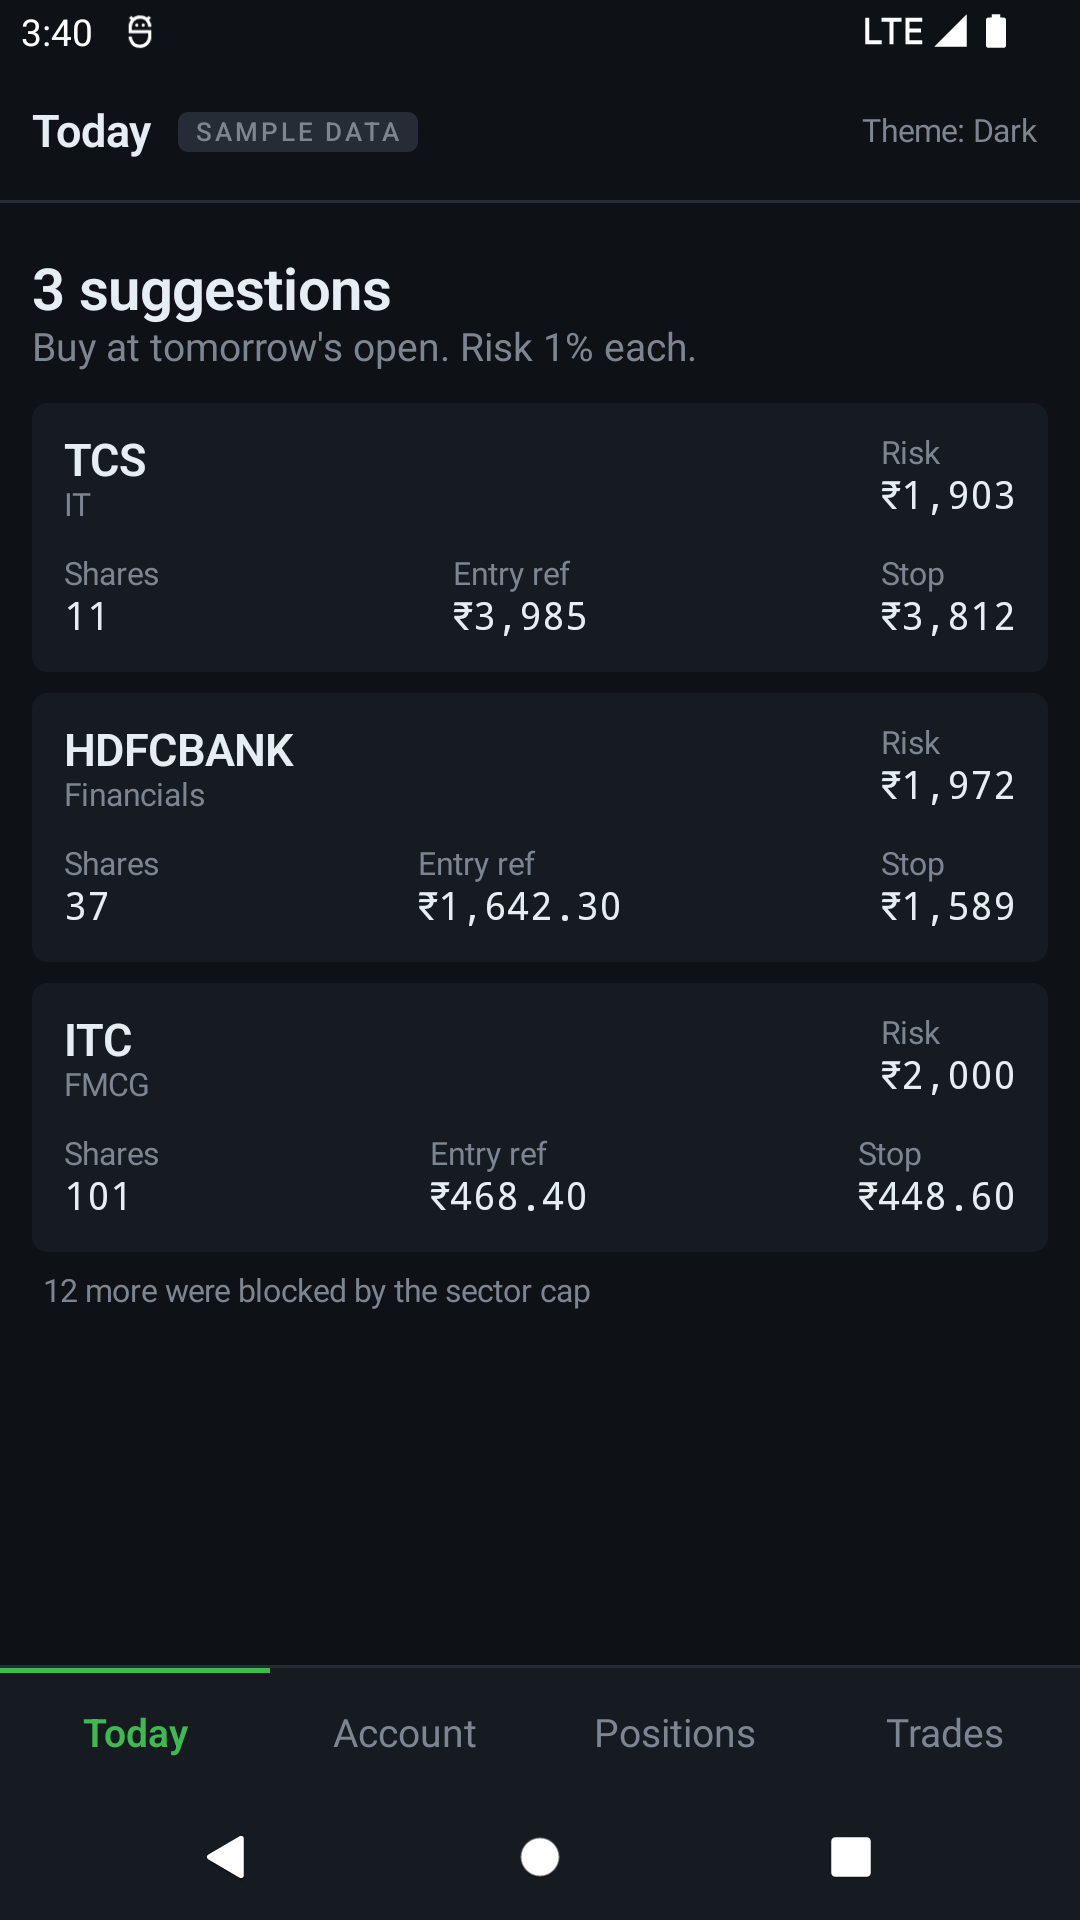 3:40 LTE
Today SAMPLE DATA Theme: Dark
3 suggestions
Buy at tomorrow's open. Risk 1% each.
TCS Risk
IT ₹1,903
Shares Entry ref Stop
11 ₹3,985 ₹3,812
HDFCBANK Risk
Financials ₹1,972
Shares Entry ref Stop
37 ₹1,642.30 ₹1,589
ITC Risk
FMCG ₹2,000
Shares Entry ref Stop
101 ₹468.40 ₹448.60
12 more were blocked by the sector cap
Today Account Positions Trades